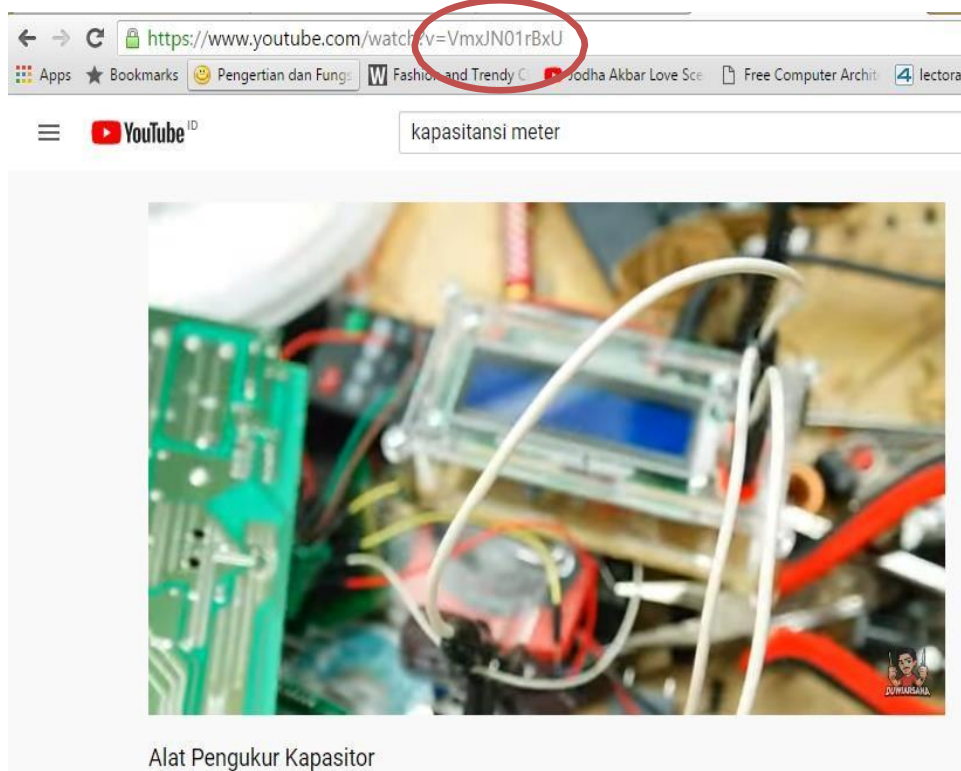 https://www.youtube.com/watch?v=VmxJN01rBxU
Apps Bookmarks Pengertian dan Fungs Fashion and Trendy C Jodha Akbar Love Sce Free Computer Archit lectora
YouTube ID
kapasitansi meter
DUWIARSANA
Alat Pengukur Kapasitor